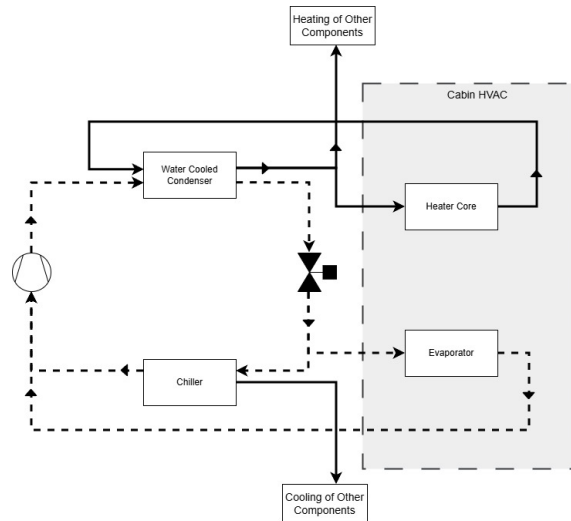 Heating of Other
Components
Cabin HVAC
Water Cooled
Condenser
Heater Core
Evaporator
Chiller
Cooling of Other
Components